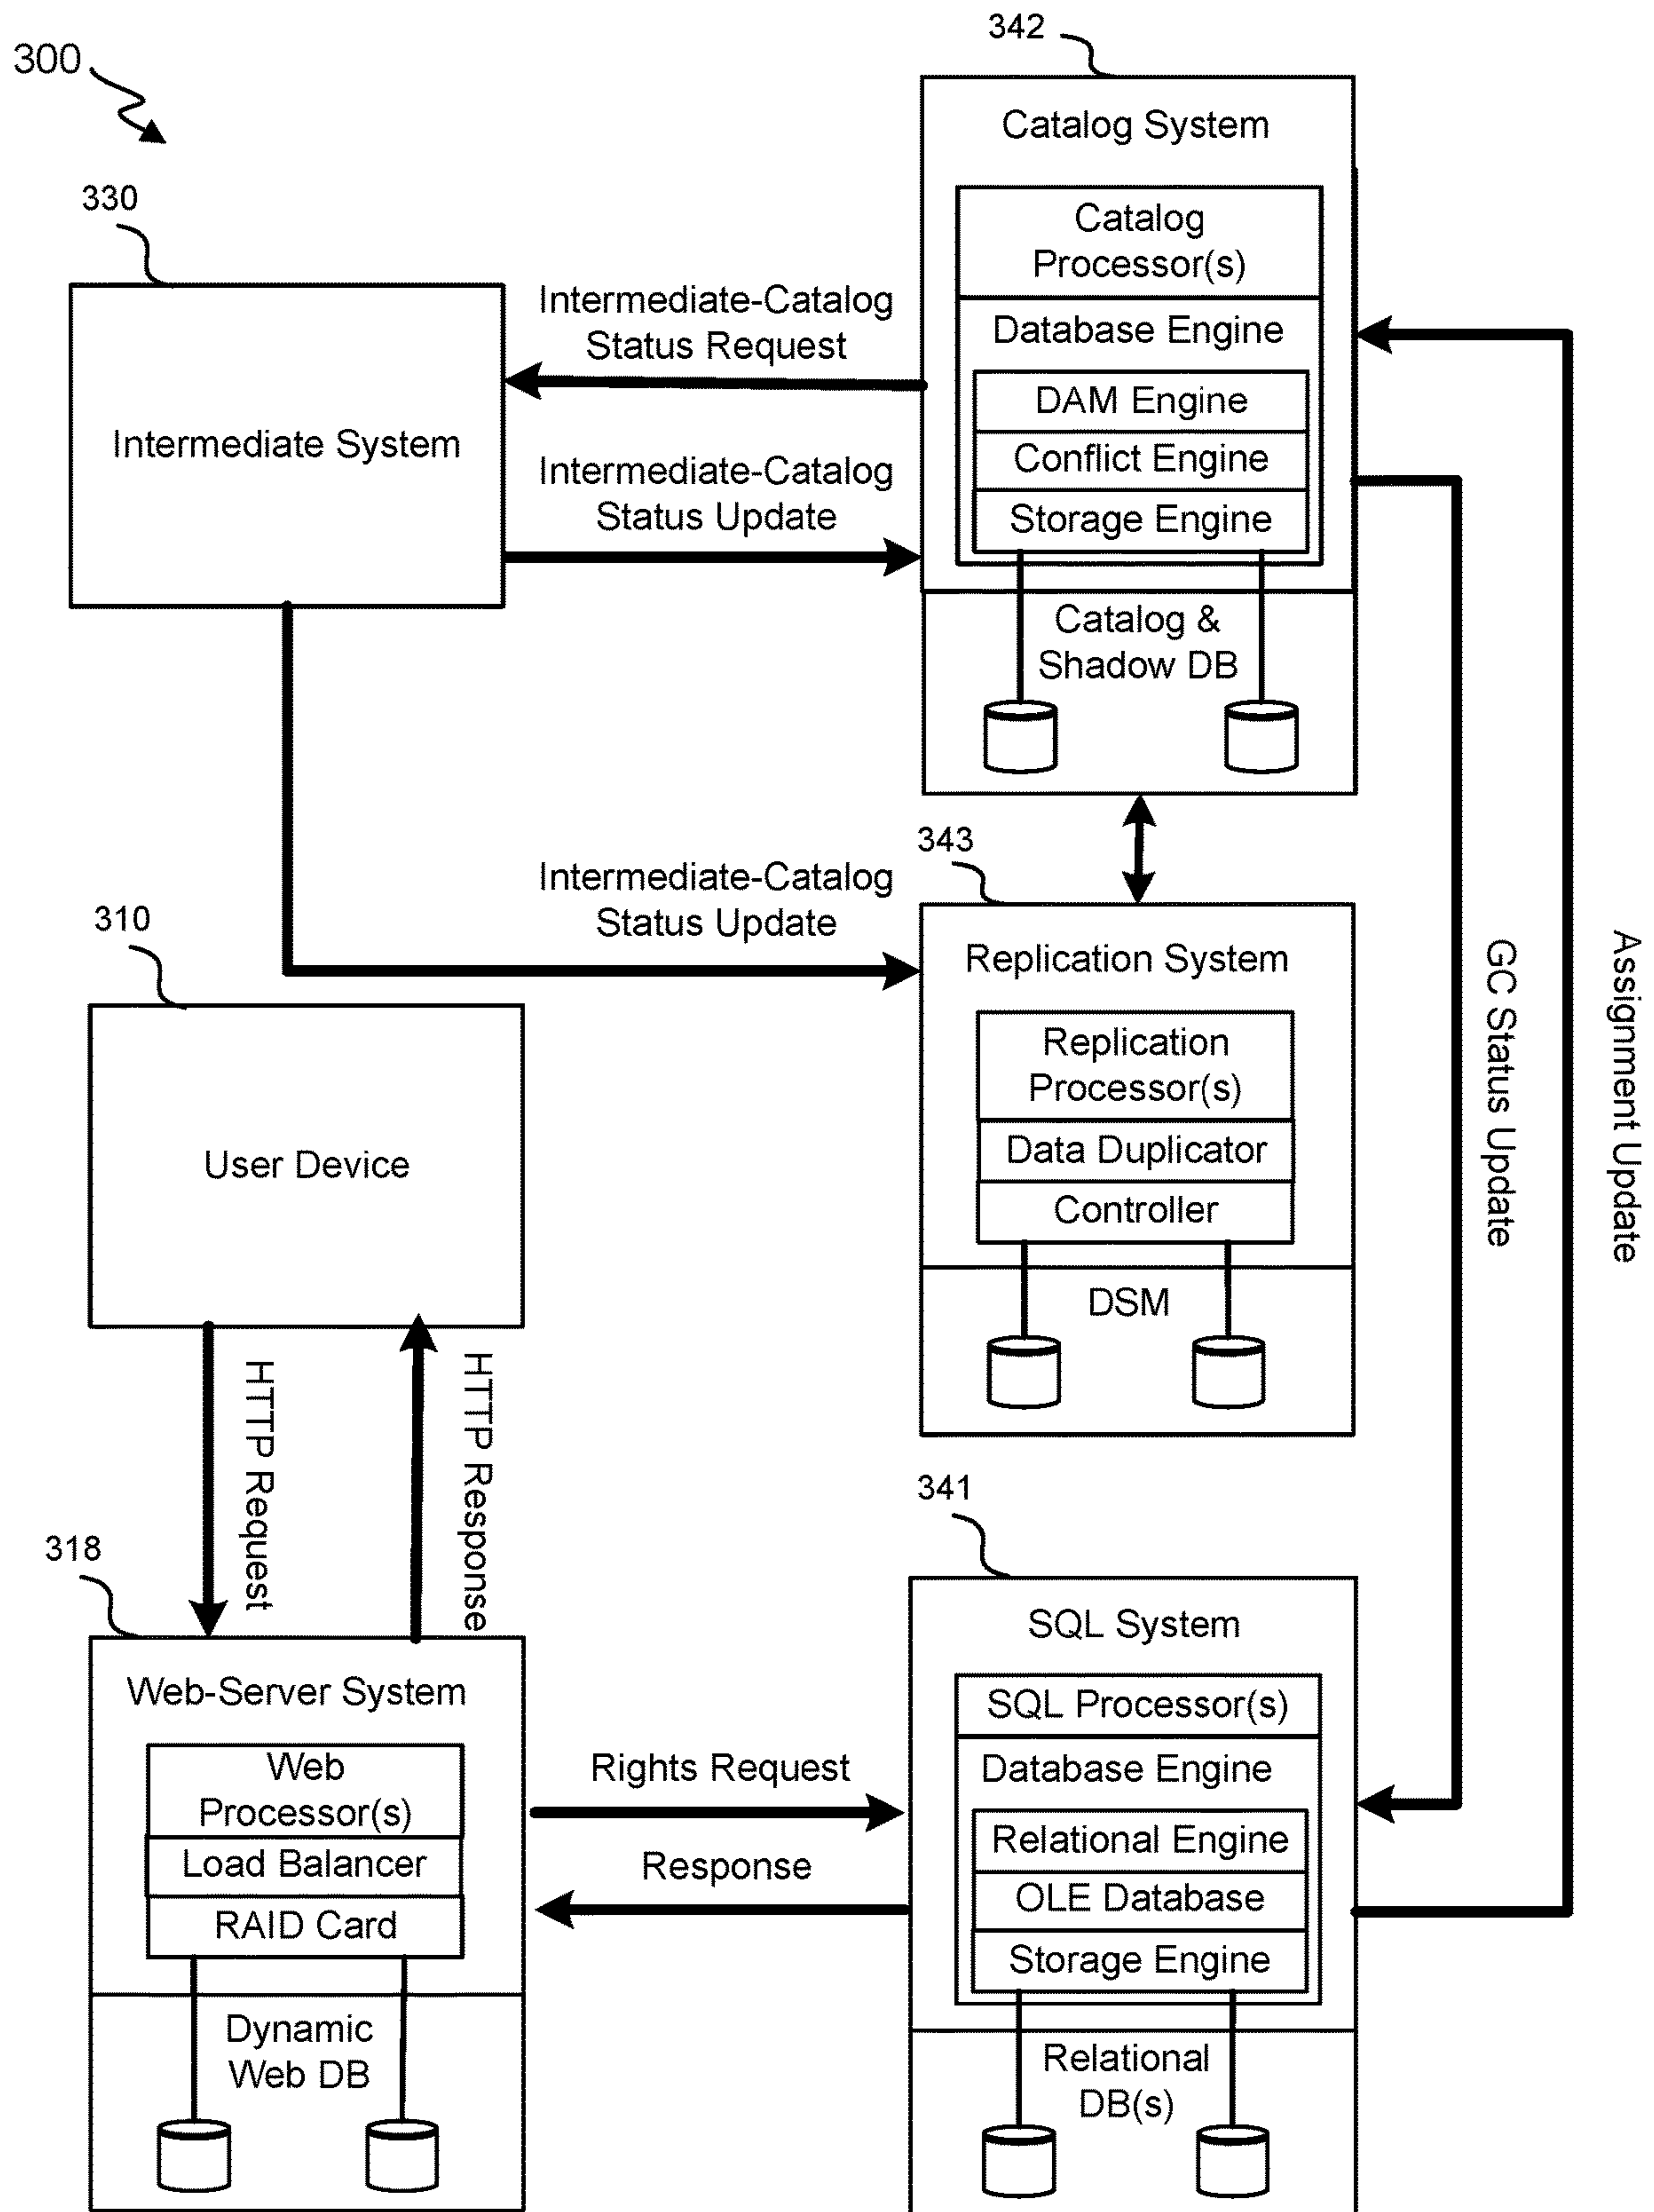 300
342
Catalog System
Catalog
Processor(s)
Database Engine
DAM Engine
Conflict Engine
Storage Engine
Catalog &
Shadow DB
330
Intermediate System
Intermediate-Catalog
Status Request
Intermediate-Catalog
Status Update
Intermediate-Catalog
Status Update
343
Replication System
Replication
Processor(s)
Data Duplicator
Controller
DSM
GC Status Update
Assignment Update
310
User Device
HTTP Request
HTTP Response
318
Web-Server System
Web
Processor(s)
Load Balancer
RAID Card
Dynamic
Web DB
Rights Request
Response
341
SQL System
SQL Processor(s)
Database Engine
Relational Engine
OLE Database
Storage Engine
Relational
DB(s)